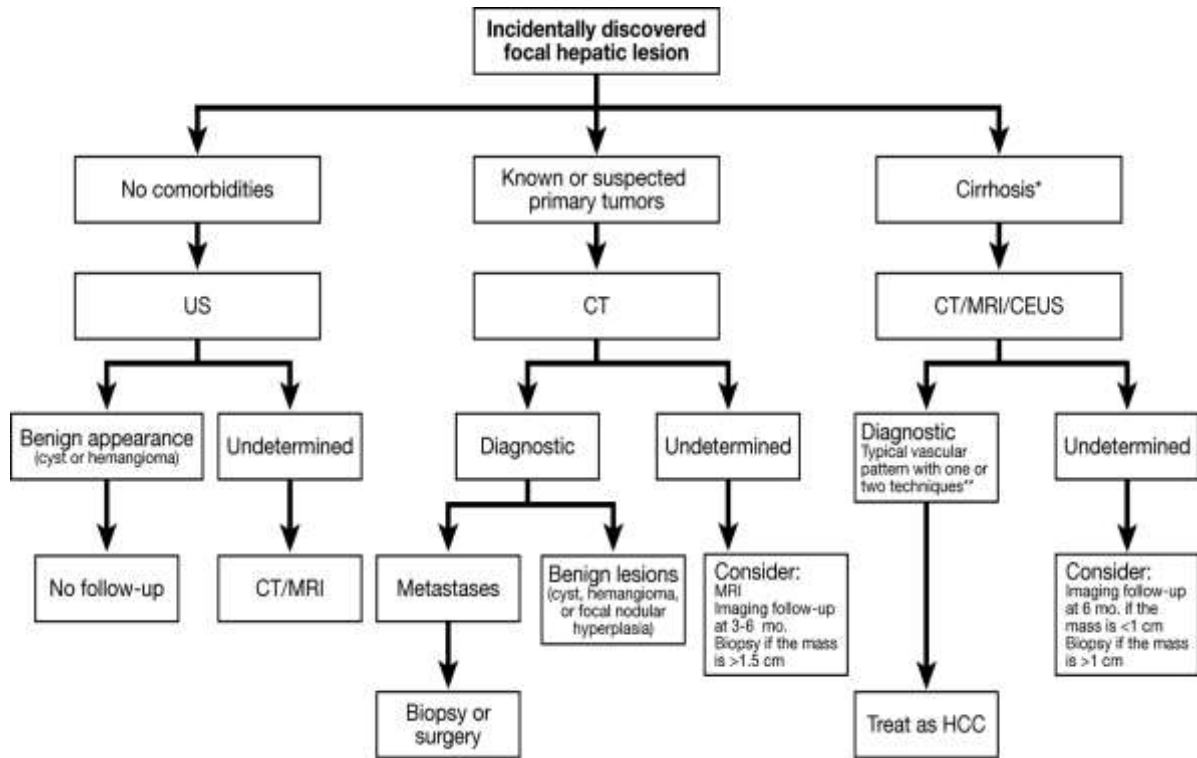 Incidentally discovered
focal hepatic lesion
No comorbidities
Known or suspected
primary tumors
Cirrhosis*
US
CT
CT/MRI/CEUS
Benign appearance
(cyst or hemangioma)
Undetermined
Diagnostic
Undetermined
Diagnostic
Typical vascular
pattern with one or
two techniques**
Undetermined
No follow-up
CT/MRI
Metastases
Benign lesions
(cyst, hemangioma,
or focal nodular
hyperplasia)
Consider:
MRI
Imaging follow-up
at 3-6 mo.
Biopsy if the mass
is >1.5 cm
Consider:
Imaging follow-up
at 6 mo. if the
mass is <1 cm
Biopsy if the mass
is >1 cm
Biopsy or
surgery
Treat as HCC